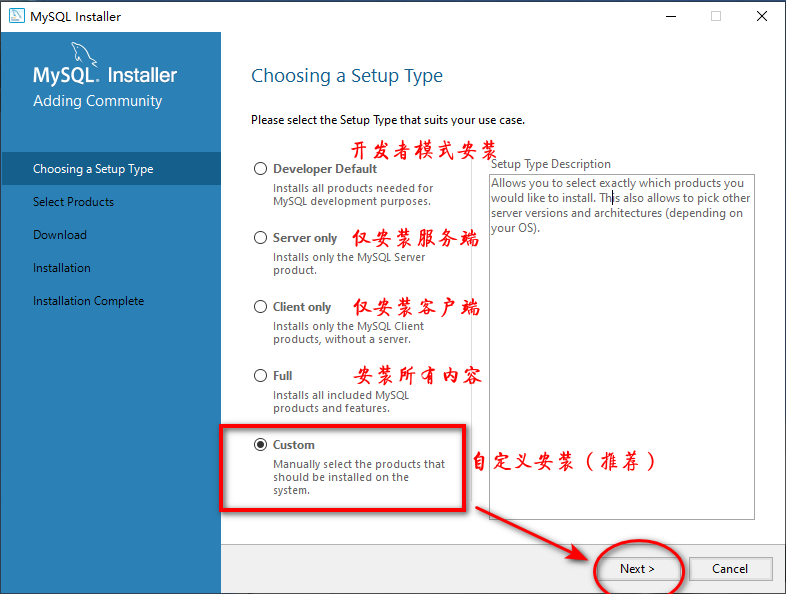 MySQL Installer
MySQL. Installer
Adding Community
Choosing a Setup Type
Select Products
Download
Installation
Installation Complete
Choosing a Setup Type
Please select the Setup Type that suits your use case.
开发者模式安装
Developer Default
Installs all products needed for
MySQL development purposes.
Server only 仅安装服务端
Installs only the MySQL Server
product.
Client only 仅安装客户端
Installs only the MySQL Client
products, without a server.
Full 安装所有内容
Installs all included MySQL
products and features.
Custom
Manually select the products that
should be installed on the
system.
自定义安装（推荐）
Setup Type Description
Allows you to select exactly which products you
would like to install. This also allows to pick other
server versions and architectures (depending on
your OS).
Next >
Cancel